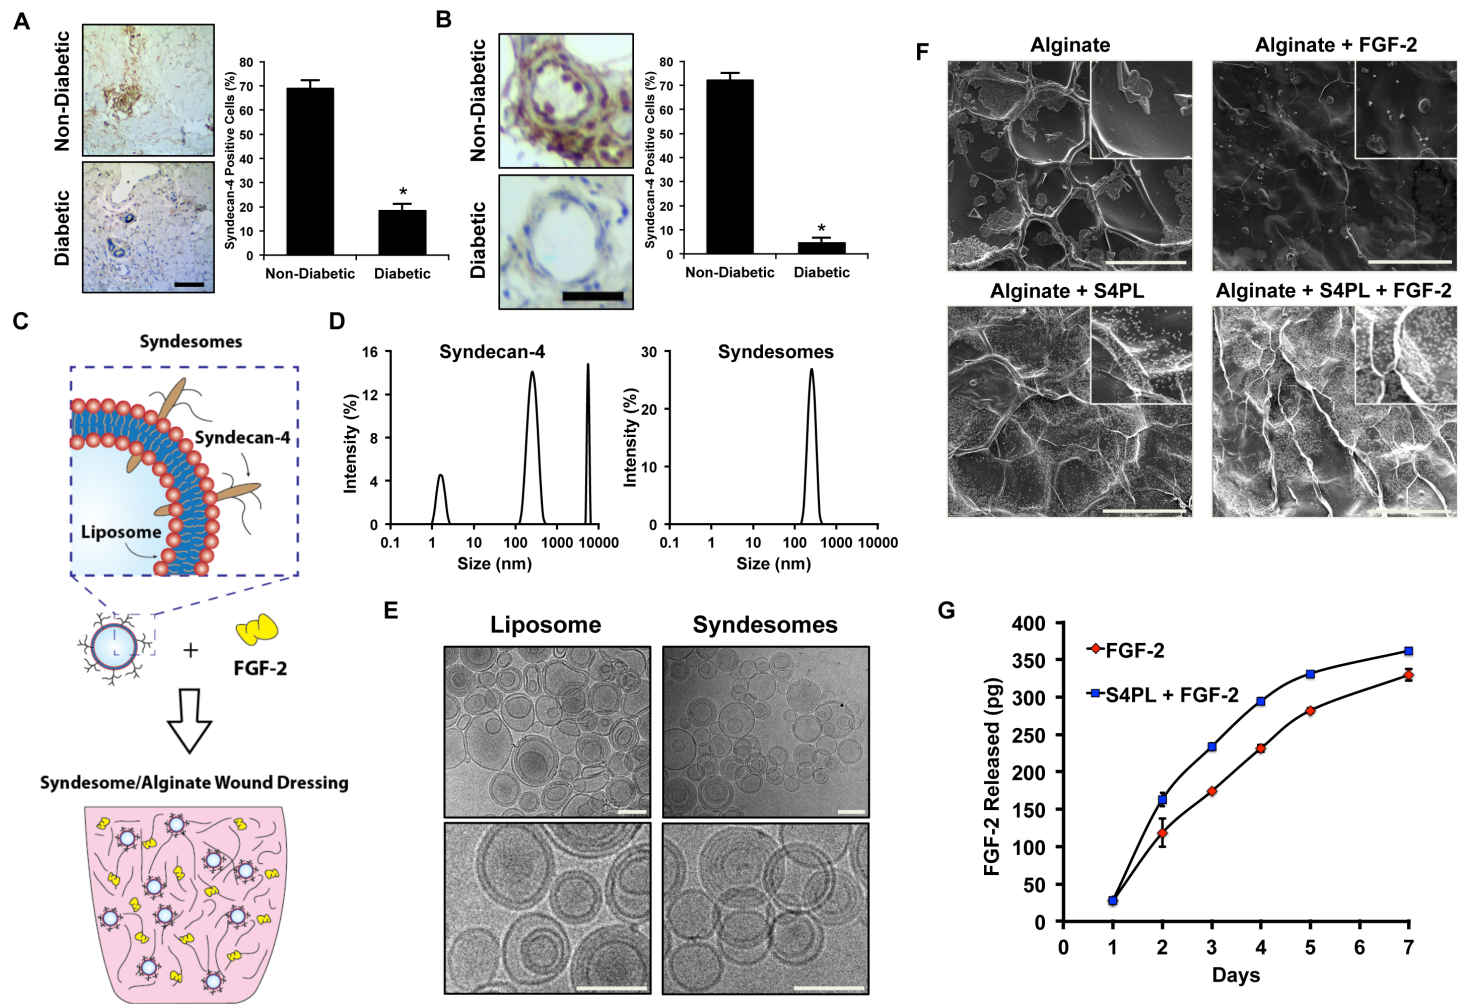 A
Non-Diabetic
Diabetic
Syndecan-4 Positive Cells (%)
80
70
60
50
40
30
20
10
0
*
Non-Diabetic Diabetic
B
Non-Diabetic
Diabetic
Syndecan-4 Positive Cells (%)
80
70
60
50
40
30
20
10
0
*
Non-Diabetic Diabetic
C
Syndesomes
Syndecan-4
Liposome
+
FGF-2
Syndesome/Alginate Wound Dressing
D
Syndecan-4
Intensity (%)
16
12
8
4
0
0.1 1 10 100 1000 10000
Size (nm)
Syndesomes
Intensity (%)
30
20
10
0
0.1 1 10 100 1000 10000
Size (nm)
E
Liposome Syndesomes
F
Alginate Alginate + FGF-2
Alginate + S4PL Alginate + S4PL + FGF-2
G
FGF-2 Released (pg)
400
350
300
250
200
150
100
50
0
FGF-2
S4PL + FGF-2
0 1 2 3 4 5 6 7
Days